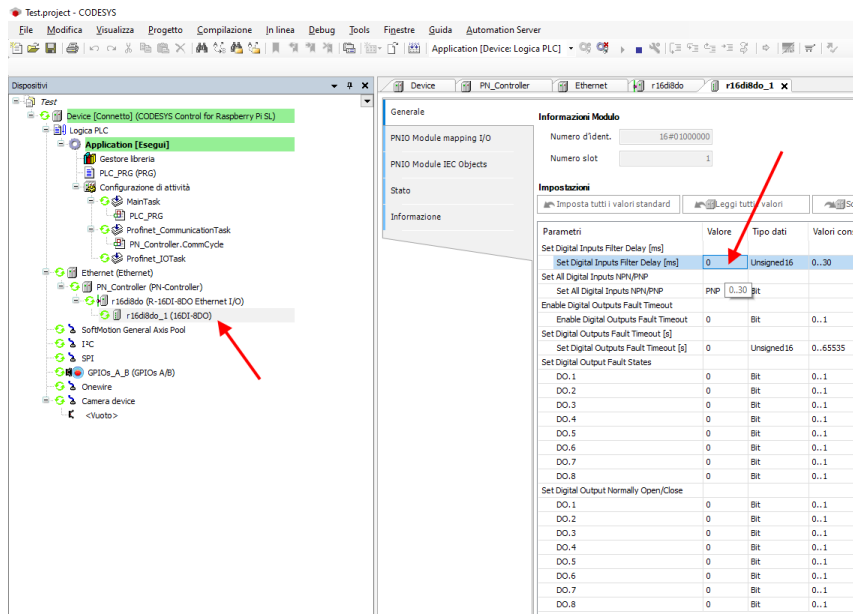 Test.project - CODESYS
File Modifica Visualizza Progetto Compilazione In linea Debug Tools Finestre Guida Automation Server
Application [Device: Logica PLC]
Dispositivi
Device PN_Controller Ethernet r16di8do r16di8do_1
Test
Device [Connetto] (CODESYS Control for Raspberry Pi SL)
Logica PLC
Application [Esegui]
Gestore libreria
PLC_PRG (PRG)
Configurazione di attività
MainTask
PLC_PRG
Profinet_CommunicationTask
PN_Controller.CommCycle
Profinet_IOTask
Ethernet (Ethernet)
PN_Controller (PN-Controller)
r16di8do (R-16DI-8DO Ethernet I/O)
r16di8do_1 (16DI-8DO)
SoftMotion General Axis Pool
I²C
SPI
GPIOs_A_B (GPIOs A/B)
Onewire
Camera device
<Vuoto>
Generale
PNIO Module mapping I/O
PNIO Module IEC Objects
Stato
Informazione
Informazioni Modulo
Numero d'ident. 16#01000000
Numero slot 1
Impostazioni
Imposta tutti i valori standard Leggi tutti valori
Parametri Valore Tipo dati Valori cons
Set Digital Inputs Filter Delay [ms]
Set Digital Inputs Filter Delay [ms] 0 Unsigned16 0..30
Set All Digital Inputs NPN/PNP
Set All Digital Inputs NPN/PNP PNP 0..30 Bit
Enable Digital Outputs Fault Timeout
Enable Digital Outputs Fault Timeout 0 Bit 0..1
Set Digital Outputs Fault Timeout [s]
Set Digital Outputs Fault Timeout [s] 0 Unsigned16 0..65535
Set Digital Output Fault States
DO.1 0 Bit 0..1
DO.2 0 Bit 0..1
DO.3 0 Bit 0..1
DO.4 0 Bit 0..1
DO.5 0 Bit 0..1
DO.6 0 Bit 0..1
DO.7 0 Bit 0..1
DO.8 0 Bit 0..1
Set Digital Output Normally Open/Close
DO.1 0 Bit 0..1
DO.2 0 Bit 0..1
DO.3 0 Bit 0..1
DO.4 0 Bit 0..1
DO.5 0 Bit 0..1
DO.6 0 Bit 0..1
DO.7 0 Bit 0..1
DO.8 0 Bit 0..1